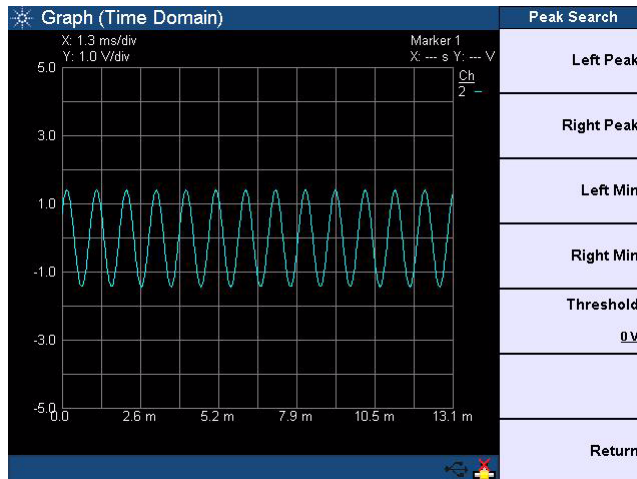 Graph (Time Domain)
Peak Search
X: 1.3 ms/div
Y: 1.0 V/div
Marker 1
X: --- s Y: --- V
Ch
2
5.0
3.0
1.0
-1.0
-3.0
-5.0
0.0
2.6 m
5.2 m
7.9 m
10.5 m
13.1 m
Left Peak
Right Peak
Left Min
Right Min
Threshold
0 V
Return